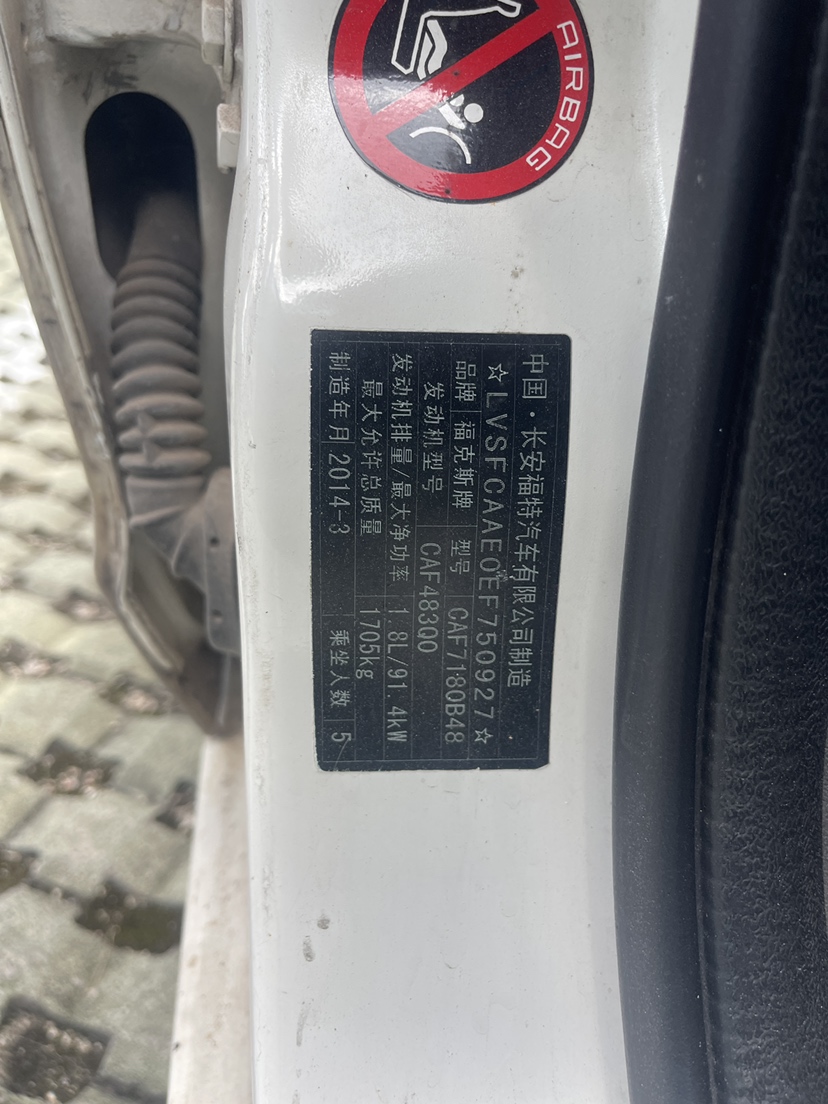 AIRBAG
中国·长安福特汽车有限公司制造
☆LVSFCAAE0EF750927☆
品牌 福克斯牌 型号 CAF7180B48
发动机型号 CAF483Q0
发动机排量/最大净功率 1.8L/91.4kW
最大允许总质量 1705kg
制造年月 2014-3 乘坐人数 5